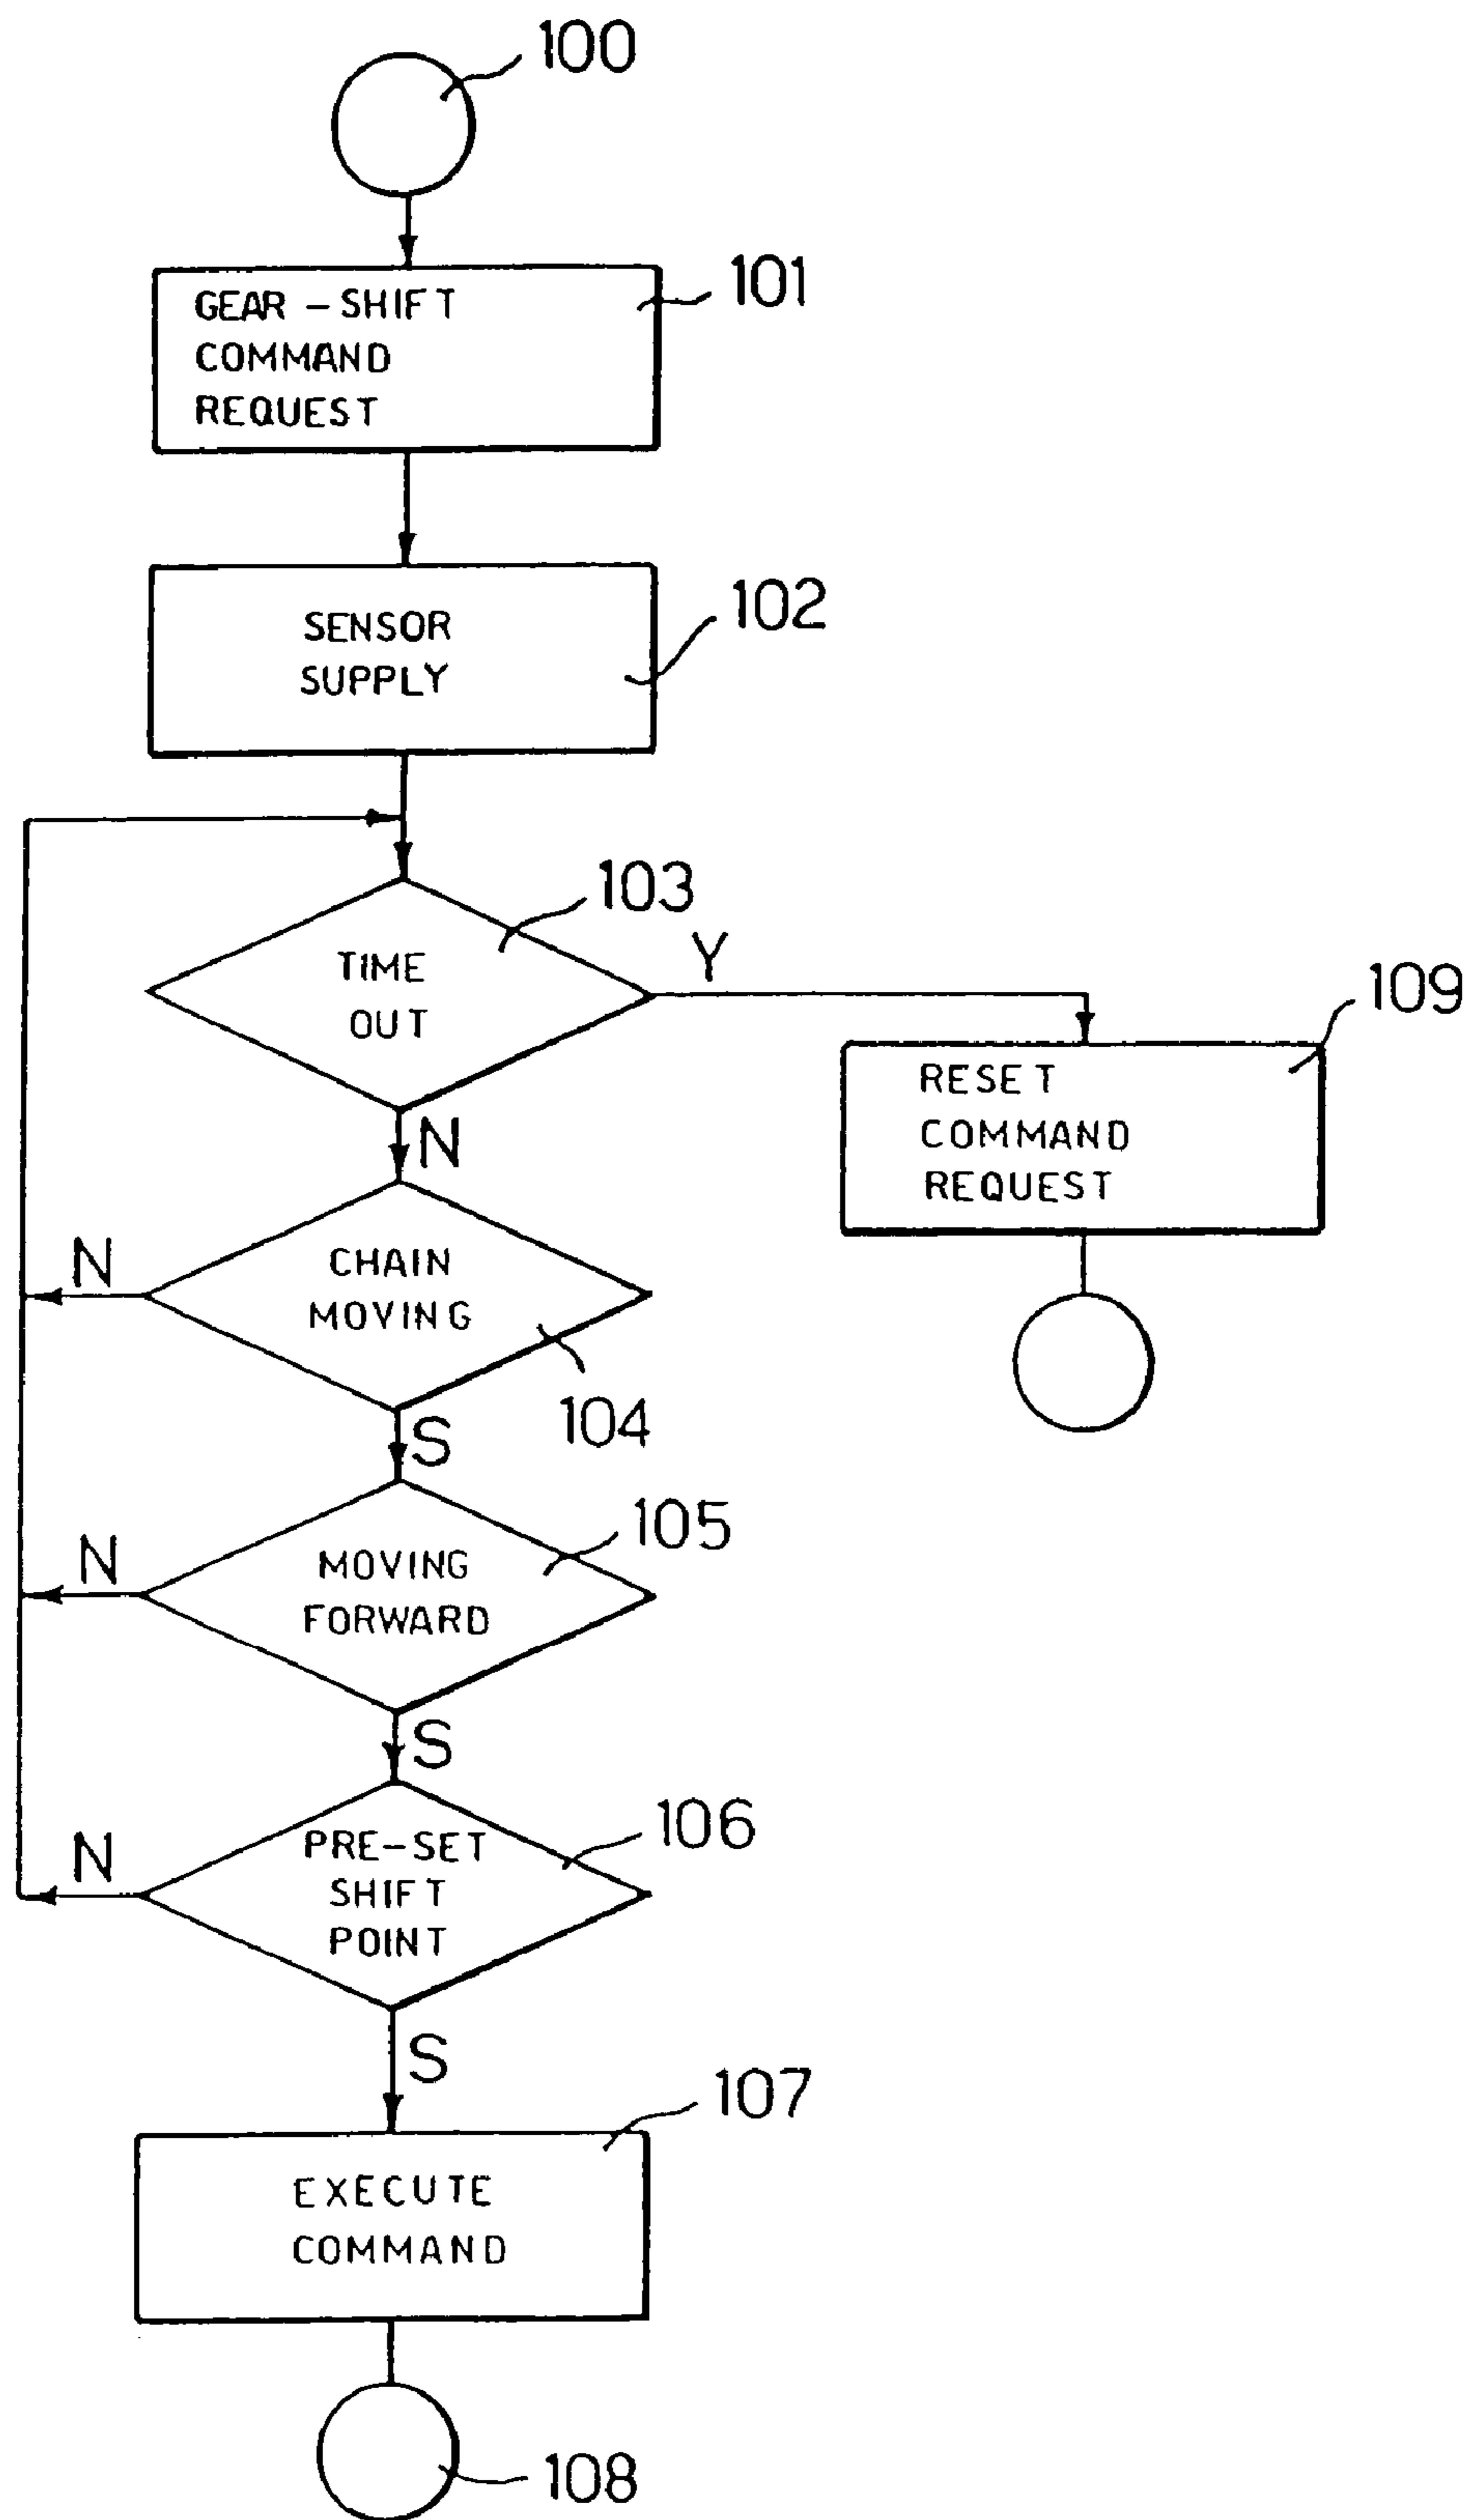 100
GEAR-SHIFT
COMMAND
REQUEST
101
SENSOR
SUPPLY
102
103
TIME
OUT
Y
109
RESET
COMMAND
REQUEST
N
CHAIN
MOVING
N
104
S
105
MOVING
FORWARD
N
S
106
PRE-SET
SHIFT
POINT
N
S
107
EXECUTE
COMMAND
108